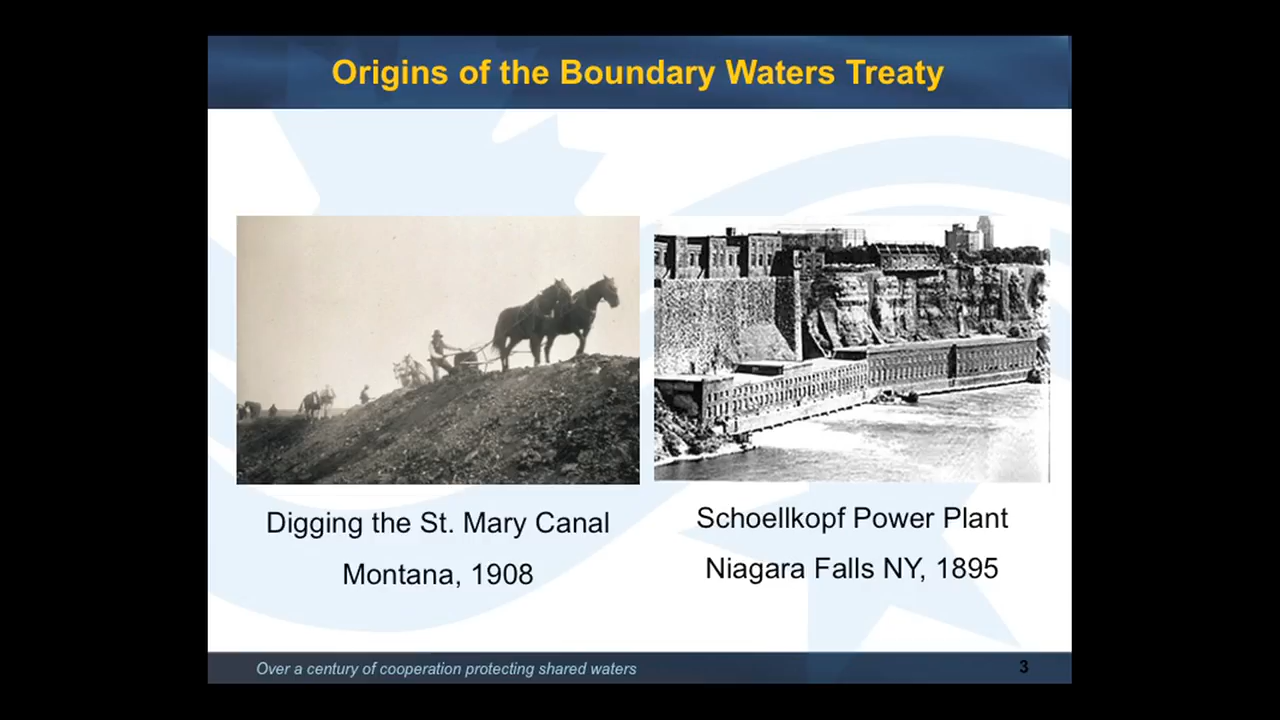 Origins of the Boundary Waters Treaty
Digging the St. Mary Canal
Montana, 1908
Schoellkopf Power Plant
Niagara Falls NY, 1895
Over a century of cooperation protecting shared waters
3